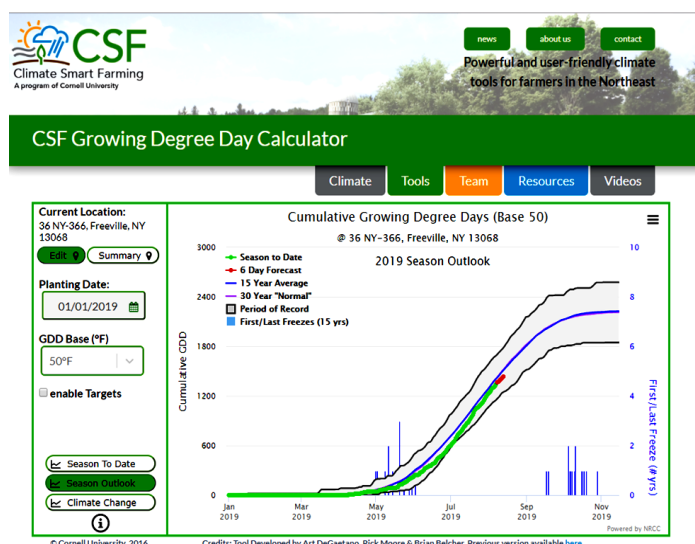 CSF
Climate Smart Farming
A program of Cornell University
news
about us
contact
Powerful and user-friendly climate
tools for farmers in the Northeast
CSF Growing Degree Day Calculator
Climate
Tools
Team
Resources
Videos
Current Location:
36 NY-366, Freeville, NY
13068
Edit
Summary
Planting Date:
01/01/2019
GDD Base (°F)
50°F
enable Targets
Season To Date
Season Outlook
Climate Change
Cumulative Growing Degree Days (Base 50)
@ 36 NY-366, Freeville, NY 13068
2019 Season Outlook
Season to Date
6 Day Forecast
15 Year Average
30 Year "Normal"
Period of Record
First/Last Freezes (15 yrs)
Cumulative GDD
3000
2400
1800
1200
600
0
10
8
6
4
2
0
First/Last Freeze (# yrs)
Jan
2019
Mar
2019
May
2019
Jul
2019
Sep
2019
Nov
2019
Powered by NRCC
© Cornell University, 2016
Credits: Tool Developed by Art DeGaetano, Rick Moore & Brian Belcher. Previous version available here